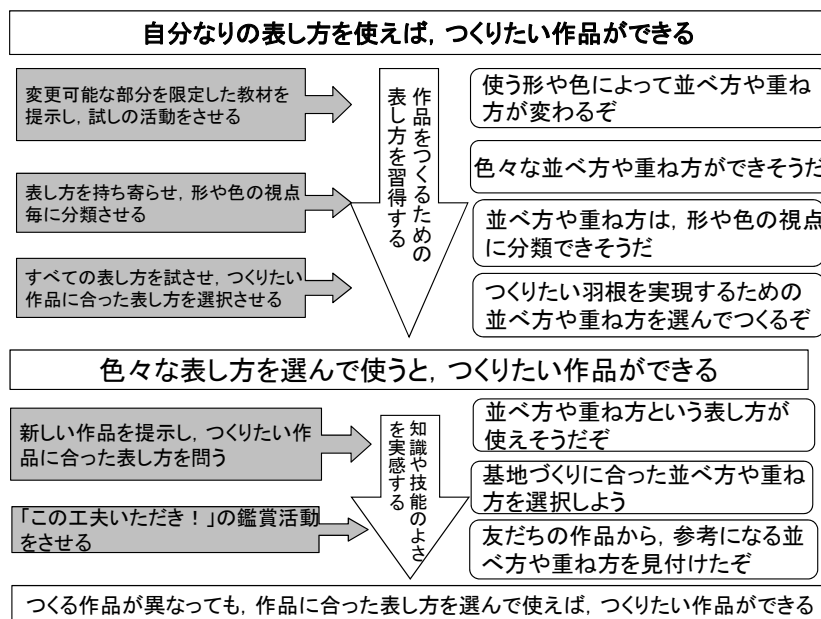 自分なりの表し方を使えば，つくりたい作品ができる
変更可能な部分を限定した教材を
提示し，試しの活動をさせる
表し方を持ち寄らせ，形や色の視点
毎に分類させる
すべての表し方を試させ，つくりたい
作品に合った表し方を選択させる
作品をつくるための
表し方を習得する
使う形や色によって並べ方や重ね
方が変わるぞ
色々な並べ方や重ね方ができそうだ
並べ方や重ね方は，形や色の視点
に分類できそうだ
つくりたい羽根を実現するための
並べ方や重ね方を選んでつくるぞ
色々な表し方を選んで使うと，つくりたい作品ができる
新しい作品を提示し，つくりたい作
品に合った表し方を問う
「この工夫いただき！」の鑑賞活動
をさせる
知識や技能のよさ
を実感する
並べ方や重ね方という表し方が
使えそうだぞ
基地づくりに合った並べ方や重ね
方を選択しよう
友だちの作品から，参考になる並
べ方や重ね方を見付けたぞ
つくる作品が異なっても，作品に合った表し方を選んで使えば，つくりたい作品ができる